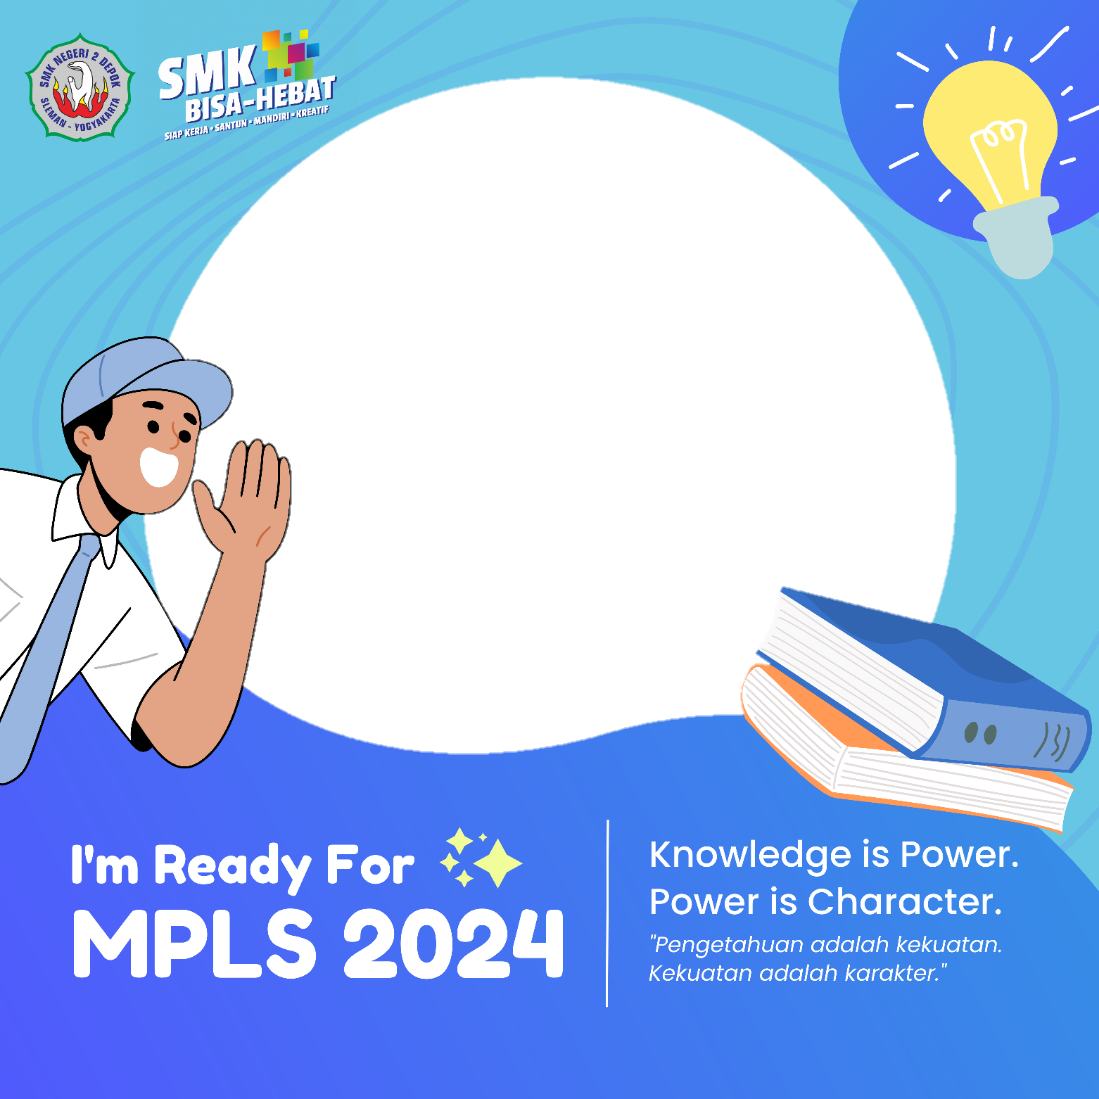 SMK NEGERI 2 DEPOK
SLEMAN - YOGYAKARTA
SMK
BISA-HEBAT
SIAP KERJA • SANTUN • MANDIRI • KREATIF
I'm Ready For
MPLS 2024
Knowledge is Power.
Power is Character.
"Pengetahuan adalah kekuatan.
Kekuatan adalah karakter."